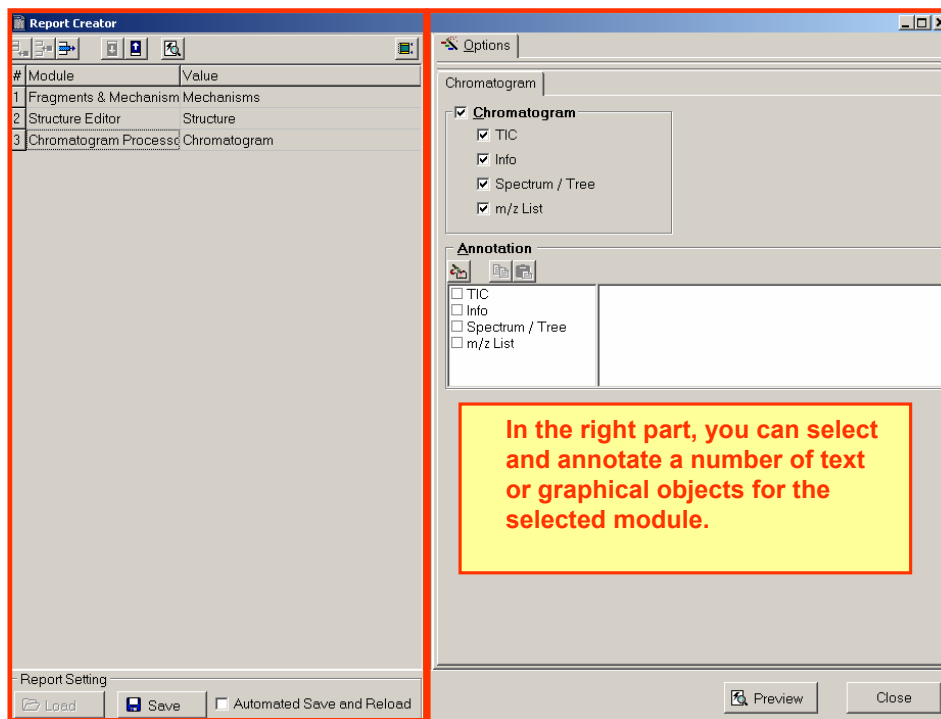 Report Creator
Options
# Module Value
1 Fragments & Mechanism Mechanisms
2 Structure Editor Structure
3 Chromatogram Processo Chromatogram
Chromatogram
Chromatogram
TIC
Info
Spectrum / Tree
m/z List
Annotation
TIC
Info
Spectrum / Tree
m/z List
In the right part, you can select
and annotate a number of text
or graphical objects for the
selected module.
Report Setting
Load Save Automated Save and Reload
Preview Close